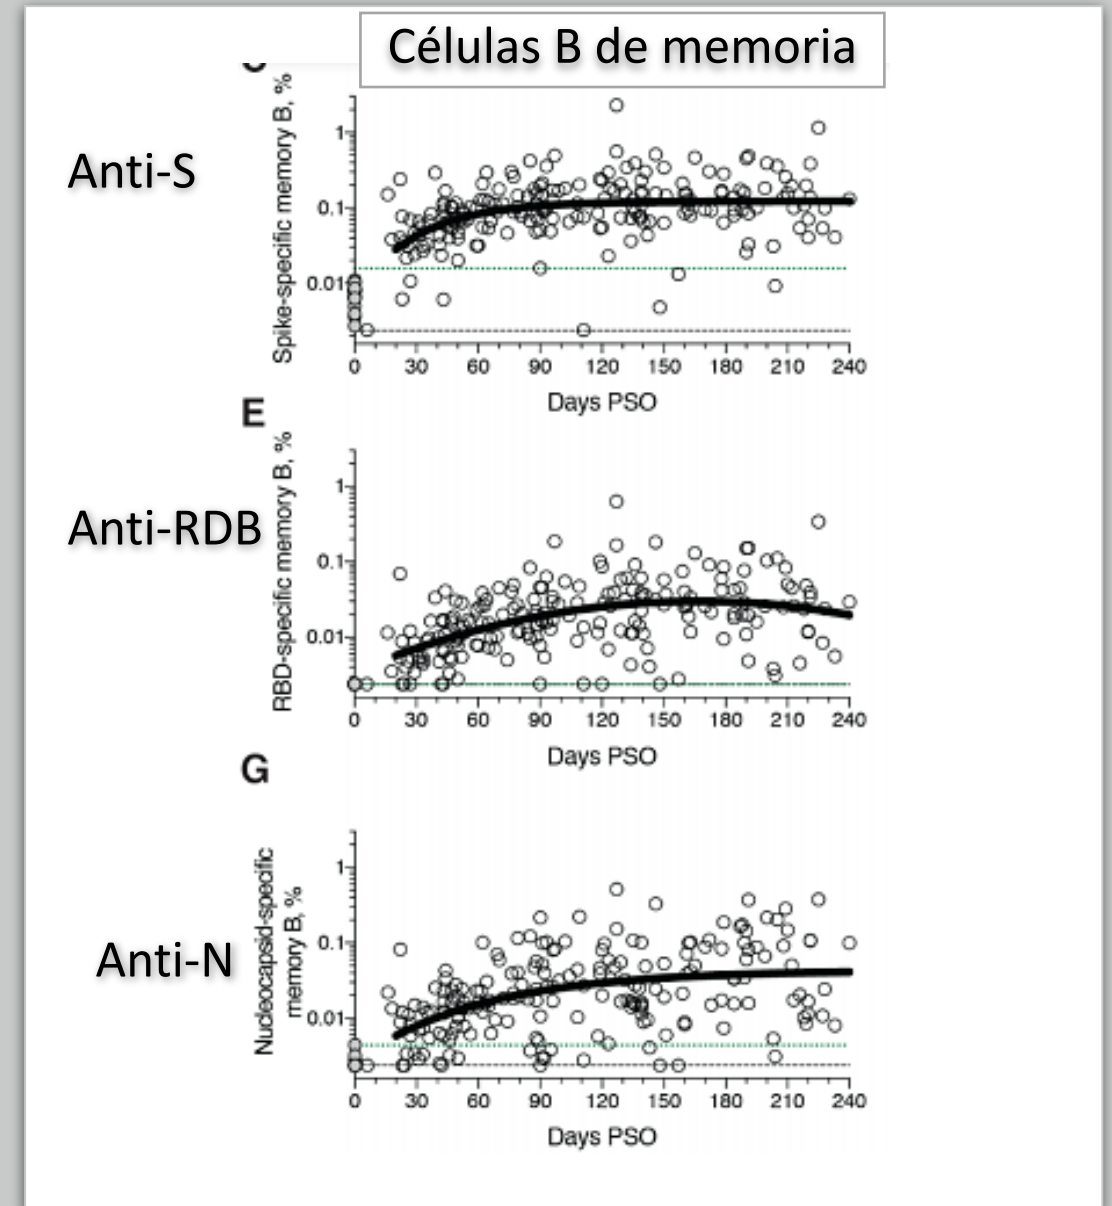 Células B de memoria
Anti-S
Spike-specific memory B, %
1
0.1
0.01
0 30 60 90 120 150 180 210 240
Days PSO
E
Anti-RDB
RBD-specific memory B, %
1
0.1
0.01
0 30 60 90 120 150 180 210 240
Days PSO
G
Anti-N
Nucleocapsid-specific
memory B, %
1
0.1
0.01
0 30 60 90 120 150 180 210 240
Days PSO